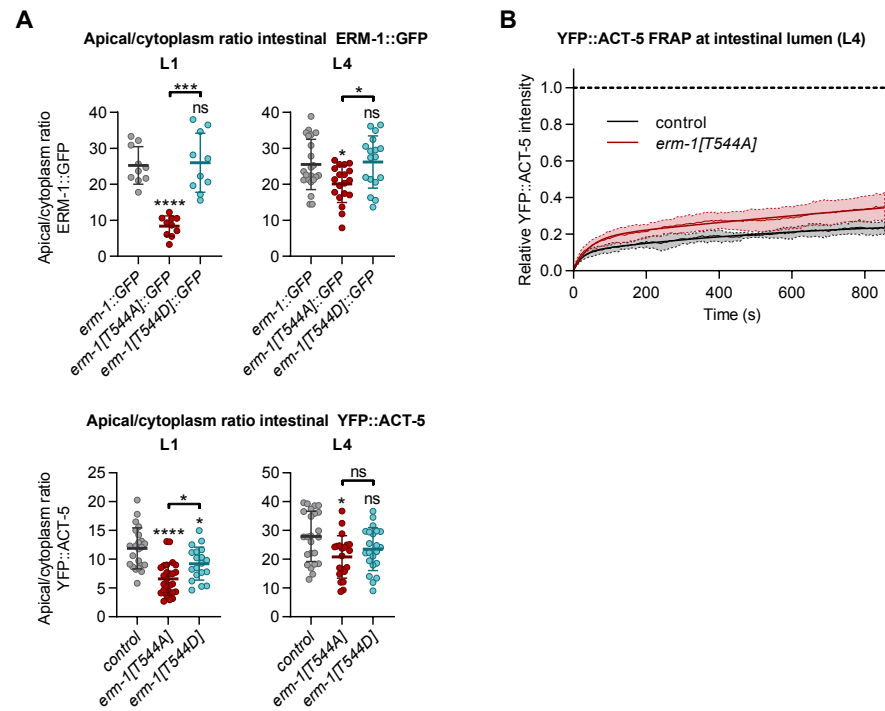 A
Apical/cytoplasm ratio intestinal ERM-1::GFP
L1
L4
Apical/cytoplasm ratio
ERM-1::GFP
40
30
20
10
0
****
***
ns
erm-1::GFP
erm-1[T544A]::GFP
erm-1[T544D]::GFP
40
30
20
10
0
*
*
ns
erm-1::GFP
erm-1[T544A]::GFP
erm-1[T544D]::GFP
Apical/cytoplasm ratio intestinal YFP::ACT-5
L1
L4
Apical/cytoplasm ratio
YFP::ACT-5
25
20
15
10
5
0
****
*
*
control
erm-1[T544A]
erm-1[T544D]
50
40
30
20
10
0
*
ns
ns
control
erm-1[T544A]
erm-1[T544D]
B
YFP::ACT-5 FRAP at intestinal lumen (L4)
Relative YFP::ACT-5 intensity
1.0
0.8
0.6
0.4
0.2
0.0
control
erm-1[T544A]
0
200
400
600
800
Time (s)